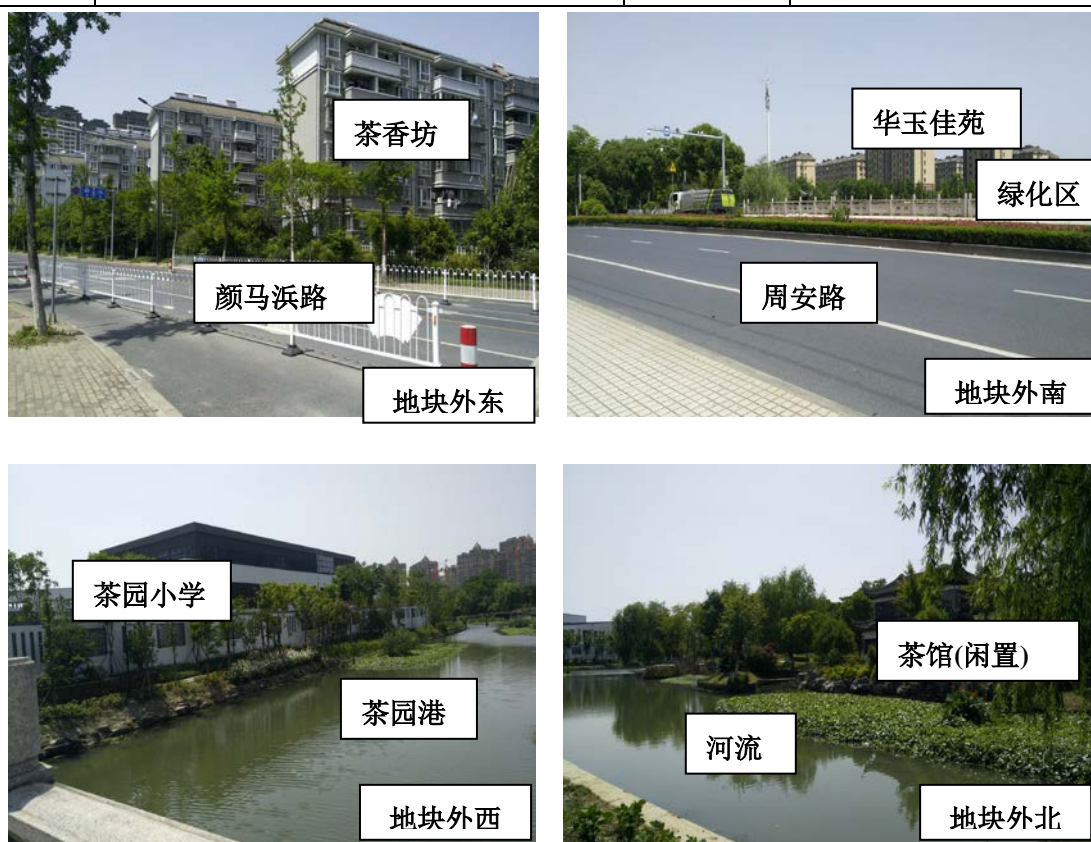 茶香坊
颜马浜路
地块外东
华玉佳苑
绿化区
周安路
地块外南
茶园小学
茶园港
地块外西
茶馆(闲置)
河流
地块外北